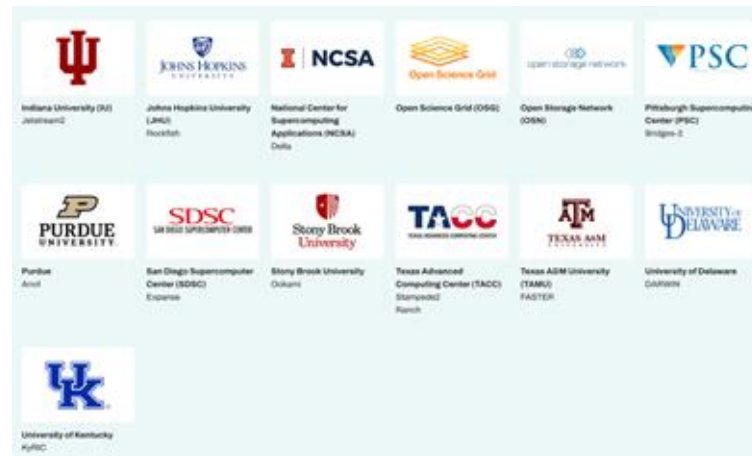 JOHNS HOPKINS
UNIVERSITY
I NCSA
Open Science Grid
open storage network
PSC
Indiana University (IU)
Jetstream2
Johns Hopkins University
(JHU)
Rockfish
National Center for
Supercomputing
Applications (NCSA)
Delta
Open Science Grid (OSG)
Open Storage Network
(OSN)
Pittsburgh Supercomputing
Center (PSC)
Bridges-2
P
PURDUE
UNIVERSITY.
SDSC
SAN DIEGO SUPERCOMPUTER CENTER
Stony Brook
University
TACC
TEXAS ADVANCED COMPUTING CENTER
ATM
TEXAS A&M
UNIVERSITY OF
DELAWARE
Purdue
Anvil
San Diego Supercomputer
Center (SDSC)
Expanse
Stony Brook University
Ookami
Texas Advanced
Computing Center (TACC)
Stampede2
Ranch
Texas A&M University
(TAMU)
FASTER
University of Delaware
DARWIN
UK
University of Kentucky
KyRIC